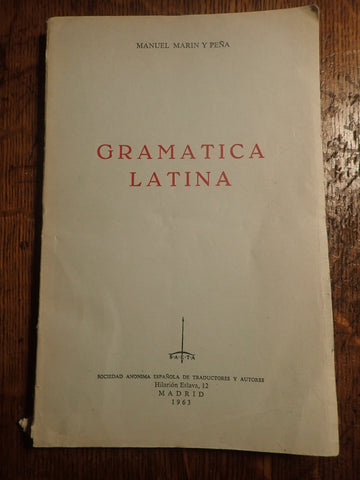 MANUEL MARIN Y PEÑA
GRAMATICA
LATINA
S·A·E·T·A
SOCIEDAD ANONIMA ESPAÑOLA DE TRADUCTORES Y AUTORES
Hilarión Eslava, 12
MADRID
1963